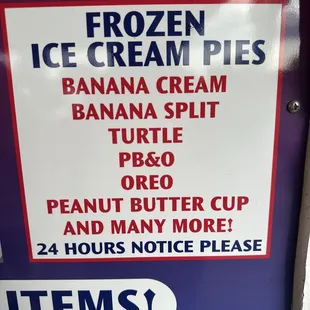 FROZEN
ICE CREAM PIES
BANANA CREAM
BANANA SPLIT
TURTLE
PB&O
OREO
PEANUT BUTTER CUP
AND MANY MORE!
24 HOURS NOTICE PLEASE
ITEMS!